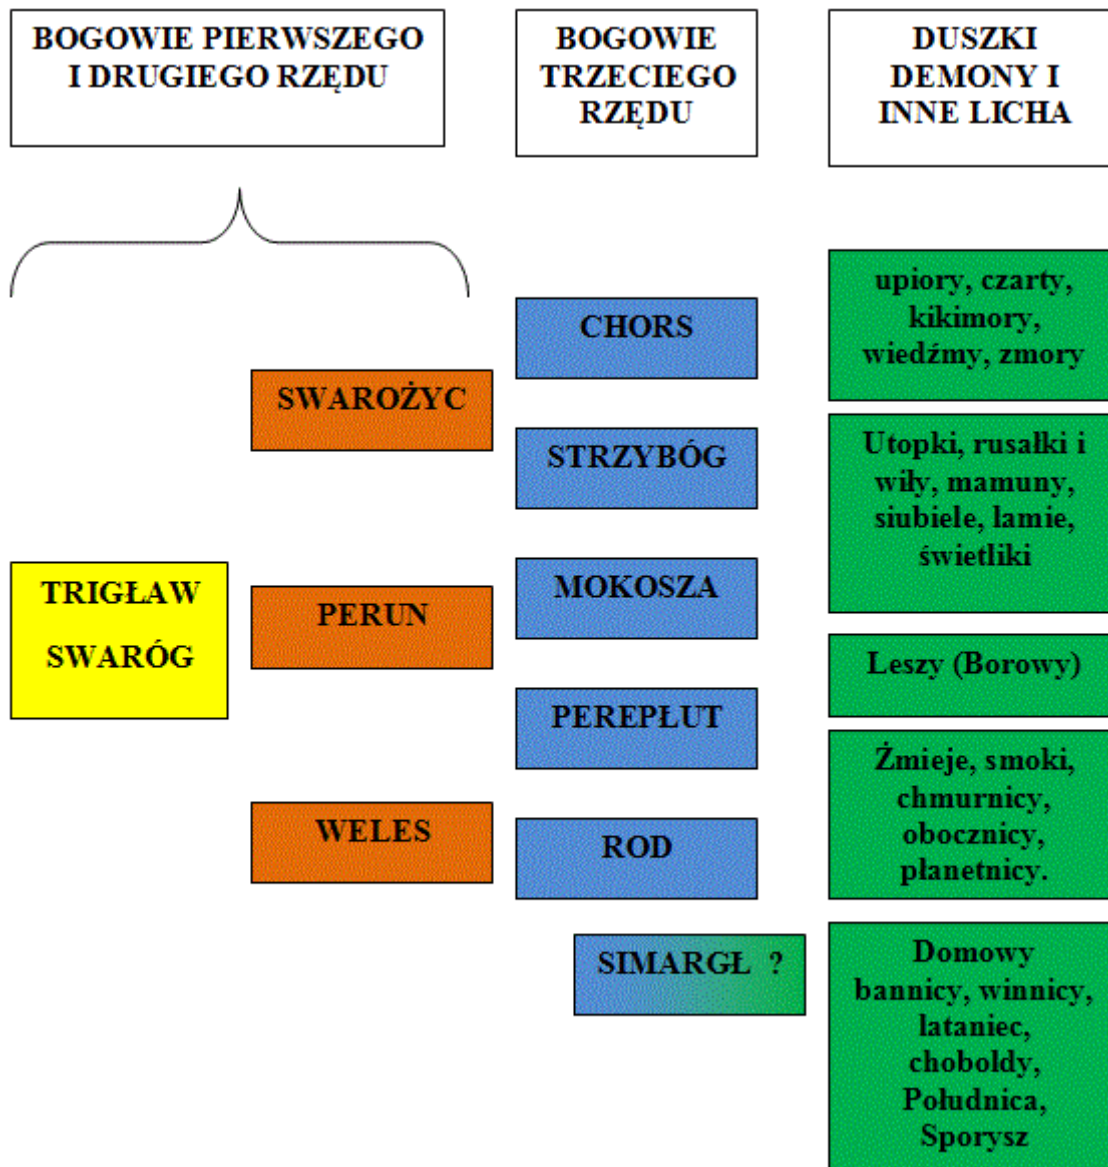 BOGOWIE PIERWSZEGO
I DRUGIEGO RZĘDU
BOGOWIE
TRZECIEGO
RZĘDU
DUSZKI
DEMONY I
INNE LICHA
TRIGŁAW
SWARÓG
SWAROŻYC
PERUN
WELES
CHORS
STRZYBÓG
MOKOSZA
PEREPŁUT
ROD
SIMARGŁ ?
upiory, czarty,
kikimory,
wiedźmy, zmory
Utopki, rusałki i
wiły, mamuny,
siubiele, lamie,
świetliki
Leszy (Borowy)
Żmieje, smoki,
chmurnicy,
obocznicy,
płanetnicy.
Domowy
bannicy, winnicy,
lataniec,
chobołdy,
Południca,
Sporysz